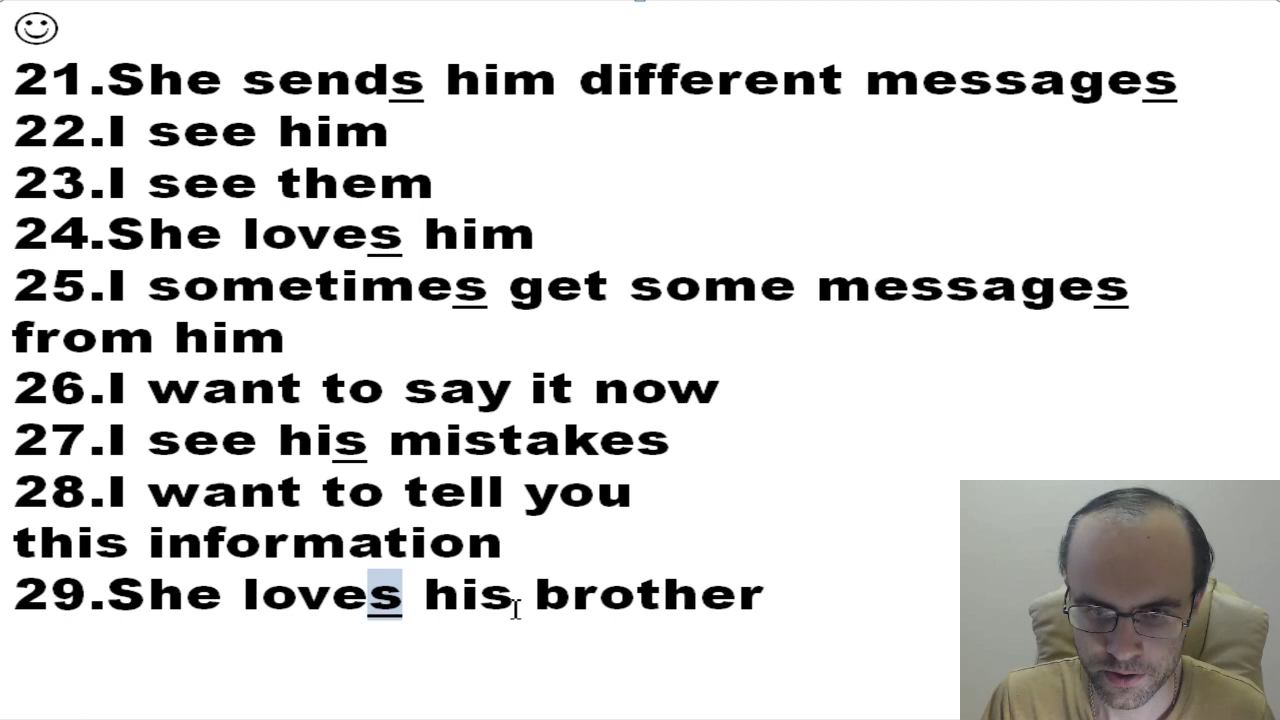 21.She sends him different messages
22.I see him
23.I see them
24.She loves him
25.I sometimes get some messages
from him
26.I want to say it now
27.I see his mistakes
28.I want to tell you
this information
29.She loves his brother